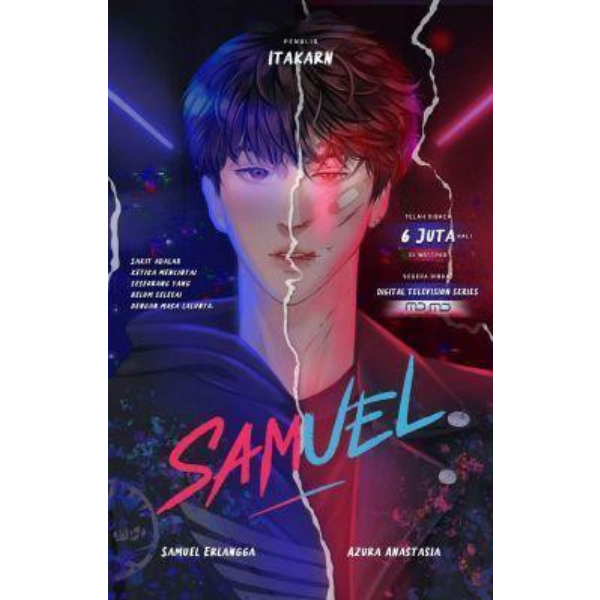 PENULIS
ITAKARN
TELAH DIBACA
6 JUTA KALI
DI WATTPAD
SAKIT ADALAH
KETIKA MENCINTAI
SESEORANG YANG
BELUM SELESAI
DENGAN MASA LALUNYA.
SEGERA DIBUAT
DIGITAL TELEVISION SERIES
SAMUEL
SAMUEL ERLANGGA
AZURA ANASTASIA